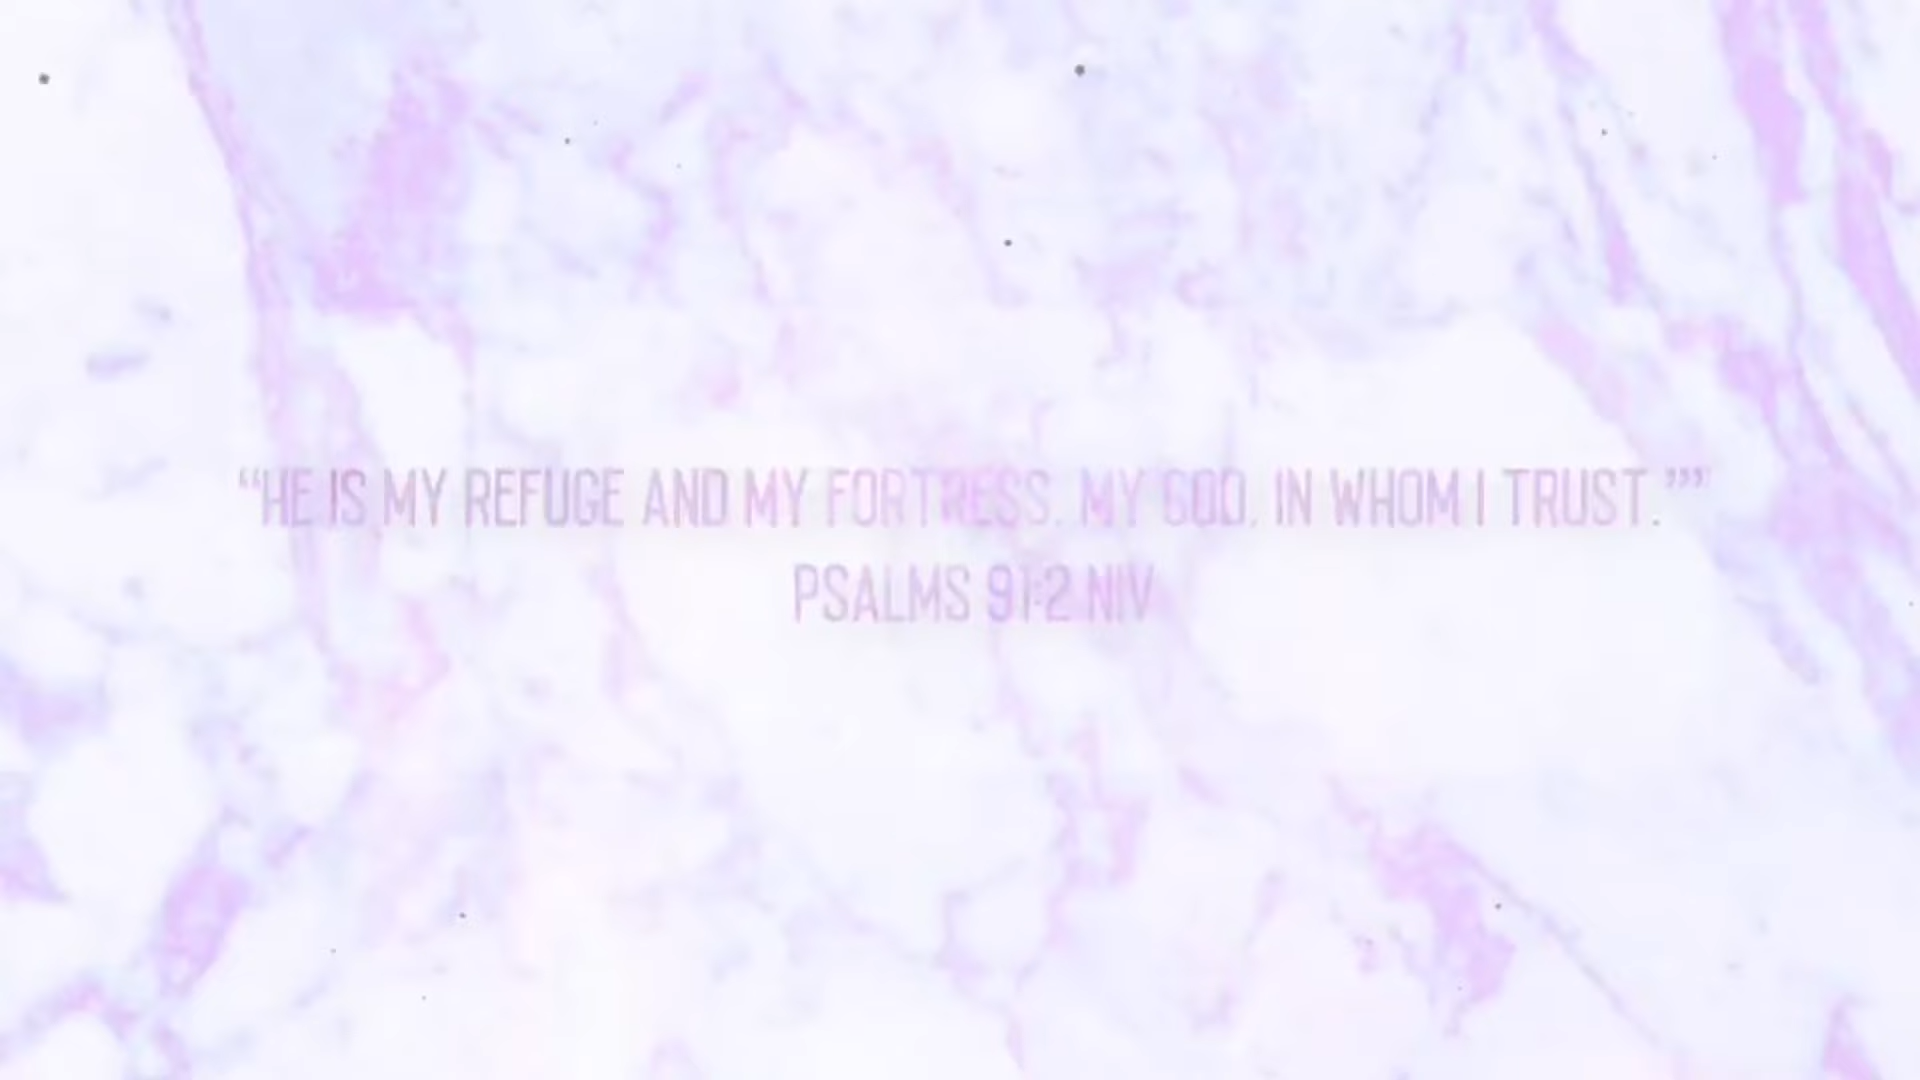 “HE IS MY REFUGE AND MY FORTRESS, MY GOD, IN WHOM I TRUST.”’”
PSALMS 91:2 NIV